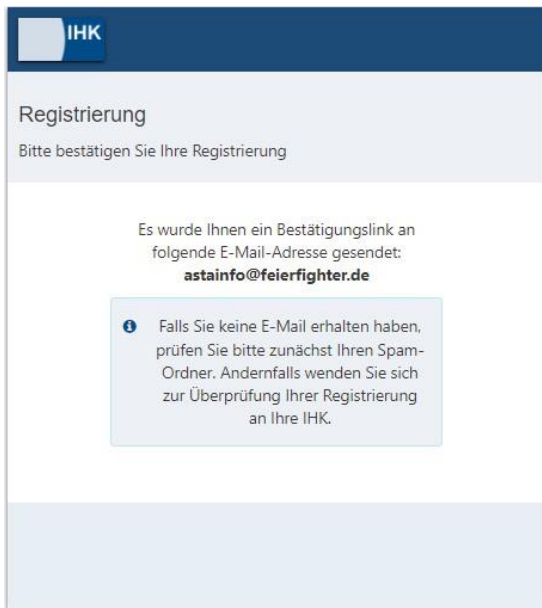 IHK
Registrierung
Bitte bestätigen Sie Ihre Registrierung
Es wurde Ihnen ein Bestätigungslink an
folgende E-Mail-Adresse gesendet:
astainfo@feierfighter.de
Falls Sie keine E-Mail erhalten haben,
prüfen Sie bitte zunächst Ihren Spam-
Ordner. Andernfalls wenden Sie sich
zur Überprüfung Ihrer Registrierung
an Ihre IHK.